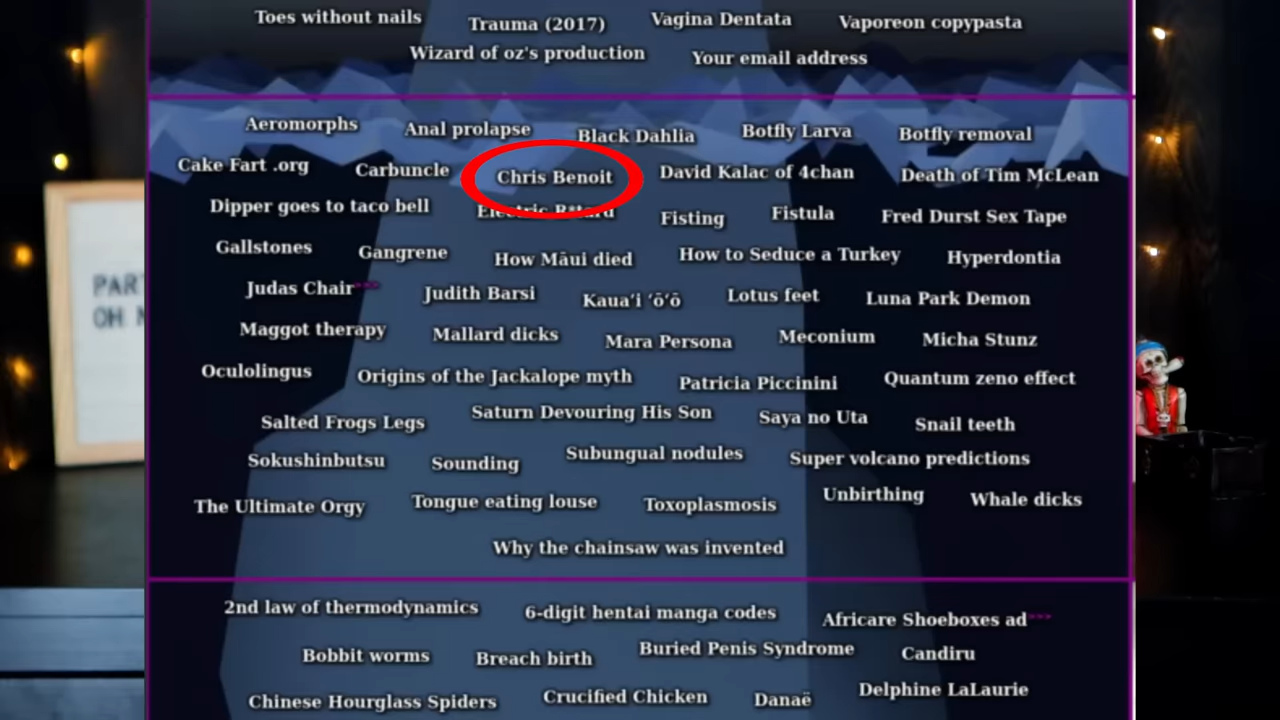 Toes without nails Trauma (2017) Vagina Dentata Vaporeon copypasta
Wizard of oz's production Your email address
Aeromorphs Anal prolapse Black Dahlia Botfly Larva Botfly removal
Cake Fart .org Carbuncle Chris Benoit David Kalac of 4chan Death of Tim McLean
Dipper goes to taco bell Electric R*tard Fisting Fistula Fred Durst Sex Tape
Gallstones Gangrene How Māui died How to Seduce a Turkey Hyperdontia
Judas Chair*** Judith Barsi Kauaʻi ʻōʻō Lotus feet Luna Park Demon
Maggot therapy Mallard dicks Mara Persona Meconium Micha Stunz
Oculolingus Origins of the Jackalope myth Patricia Piccinini Quantum zeno effect
Salted Frogs Legs Saturn Devouring His Son Saya no Uta Snail teeth
Sokushinbutsu Sounding Subungual nodules Super volcano predictions
The Ultimate Orgy Tongue eating louse Toxoplasmosis Unbirthing Whale dicks
Why the chainsaw was invented
2nd law of thermodynamics 6-digit hentai manga codes Africare Shoeboxes ad***
Bobbit worms Breach birth Buried Penis Syndrome Candiru
Chinese Hourglass Spiders Crucified Chicken Danaë Delphine LaLaurie
PAR
OH